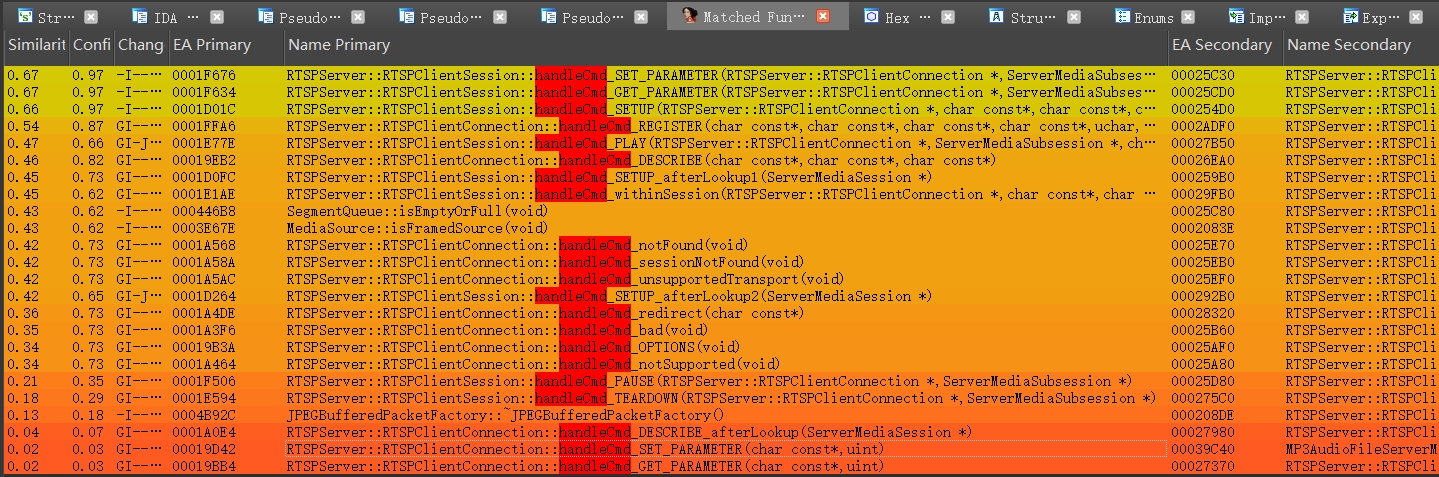 Str··· IDA Pseudo··· Pseudo··· Pseudo··· Matched Fun··· Hex ··· Stru··· Enums Imp··· Exp···
Similarit Confi Chang EA Primary Name Primary EA Secondary Name Secondary
0.67 0.97 -I--··· 0001F676 RTSPServer::RTSPClientSession::handleCmd_SET_PARAMETER(RTSPServer::RTSPClientConnection *,ServerMediaSubses··· 00025C30 RTSPServer::RTSPCli
0.67 0.97 -I--··· 0001F634 RTSPServer::RTSPClientSession::handleCmd_GET_PARAMETER(RTSPServer::RTSPClientConnection *,ServerMediaSubses··· 00025CD0 RTSPServer::RTSPCli
0.66 0.97 -I--··· 0001D01C RTSPServer::RTSPClientSession::handleCmd_SETUP(RTSPServer::RTSPClientConnection *,char const*,char const*,c··· 000254D0 RTSPServer::RTSPCli
0.54 0.87 GI--··· 0001FFA6 RTSPServer::RTSPClientConnection::handleCmd_REGISTER(char const*,char const*,char const*,char const*,uchar,··· 0002ADF0 RTSPServer::RTSPCli
0.47 0.66 GI-J··· 0001E77E RTSPServer::RTSPClientSession::handleCmd_PLAY(RTSPServer::RTSPClientConnection *,ServerMediaSubsession *,ch··· 00027B50 RTSPServer::RTSPCli
0.46 0.82 GI--··· 00019EB2 RTSPServer::RTSPClientConnection::handleCmd_DESCRIBE(char const*,char const*,char const*) 00026EA0 RTSPServer::RTSPCli
0.45 0.73 GI--··· 0001D0FC RTSPServer::RTSPClientSession::handleCmd_SETUP_afterLookup1(ServerMediaSession *) 000259B0 RTSPServer::RTSPCli
0.45 0.62 GI--··· 0001E1AE RTSPServer::RTSPClientSession::handleCmd_withinSession(RTSPServer::RTSPClientConnection *,char const*,char ··· 00029FB0 RTSPServer::RTSPCli
0.43 0.62 -I--··· 000446B8 SegmentQueue::isEmptyOrFull(void) 00025C80 RTSPServer::RTSPCli
0.43 0.62 -I--··· 0003E67E MediaSource::isFramedSource(void) 0002083E RTSPServer::RTSPCli
0.42 0.73 GI--··· 0001A568 RTSPServer::RTSPClientConnection::handleCmd_notFound(void) 00025E70 RTSPServer::RTSPCli
0.42 0.73 GI--··· 0001A58A RTSPServer::RTSPClientConnection::handleCmd_sessionNotFound(void) 00025EB0 RTSPServer::RTSPCli
0.42 0.73 GI--··· 0001A5AC RTSPServer::RTSPClientConnection::handleCmd_unsupportedTransport(void) 00025EF0 RTSPServer::RTSPCli
0.42 0.65 GI-J··· 0001D264 RTSPServer::RTSPClientSession::handleCmd_SETUP_afterLookup2(ServerMediaSession *) 000292B0 RTSPServer::RTSPCli
0.36 0.73 GI--··· 0001A4DE RTSPServer::RTSPClientConnection::handleCmd_redirect(char const*) 00028320 RTSPServer::RTSPCli
0.35 0.73 GI--··· 0001A3F6 RTSPServer::RTSPClientConnection::handleCmd_bad(void) 00025B60 RTSPServer::RTSPCli
0.34 0.73 GI--··· 00019B3A RTSPServer::RTSPClientConnection::handleCmd_OPTIONS(void) 00025AF0 RTSPServer::RTSPCli
0.34 0.73 GI--··· 0001A464 RTSPServer::RTSPClientConnection::handleCmd_notSupported(void) 00025A80 RTSPServer::RTSPCli
0.21 0.35 GI--··· 0001F506 RTSPServer::RTSPClientSession::handleCmd_PAUSE(RTSPServer::RTSPClientConnection *,ServerMediaSubsession *) 00025D80 RTSPServer::RTSPCli
0.18 0.29 GI--··· 0001E594 RTSPServer::RTSPClientSession::handleCmd_TEARDOWN(RTSPServer::RTSPClientConnection *,ServerMediaSubsession *) 000275C0 RTSPServer::RTSPCli
0.13 0.18 -I--··· 0004B92C JPEGBufferedPacketFactory::~JPEGBufferedPacketFactory() 000208DE RTSPServer::RTSPCli
0.04 0.07 GI--··· 0001A0E4 RTSPServer::RTSPClientConnection::handleCmd_DESCRIBE_afterLookup(ServerMediaSession *) 00027980 RTSPServer::RTSPCli
0.02 0.03 GI--··· 00019D42 RTSPServer::RTSPClientConnection::handleCmd_SET_PARAMETER(char const*,uint) 00039C40 MP3AudioFileServerM
0.02 0.03 GI--··· 00019BB4 RTSPServer::RTSPClientConnection::handleCmd_GET_PARAMETER(char const*,uint) 00027370 RTSPServer::RTSPCli